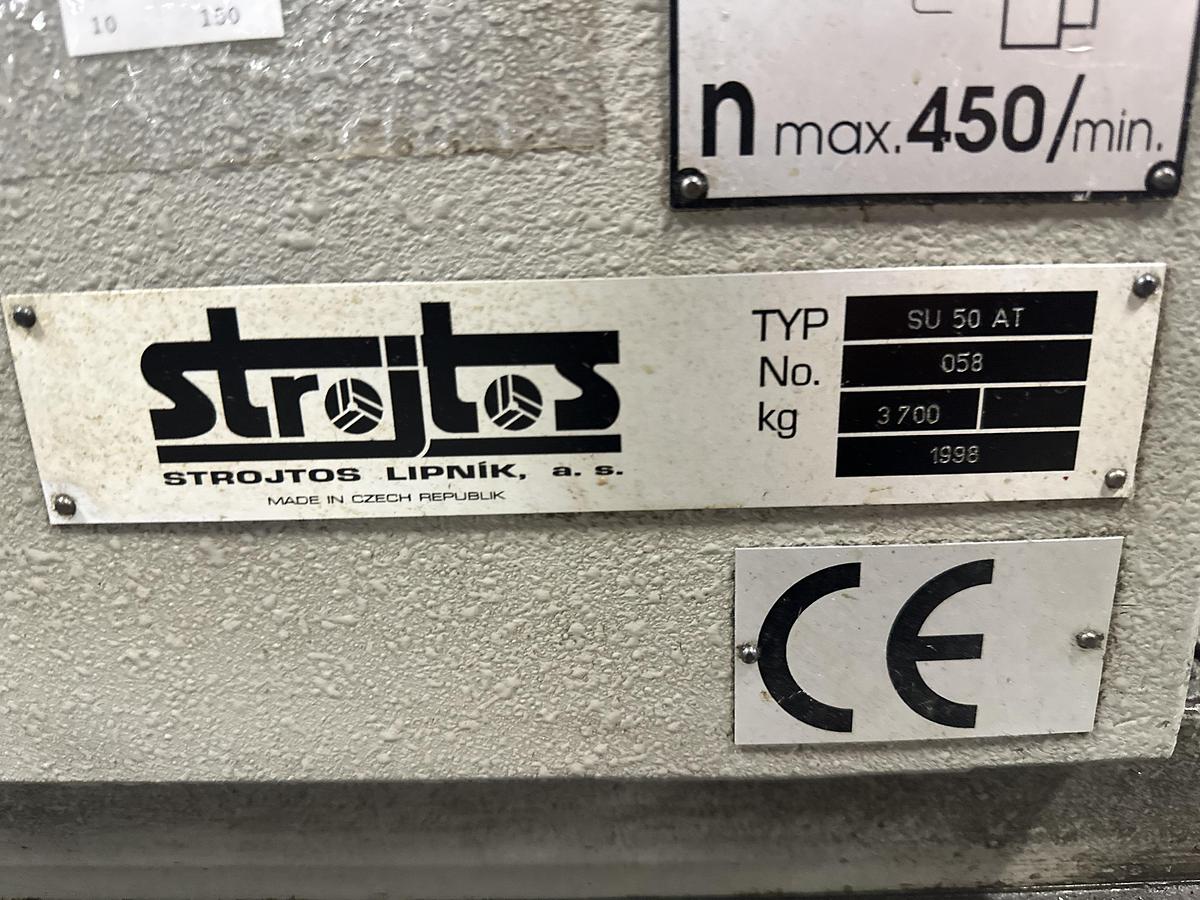 10 150
n max. 450/min.
strojtos
STROJTOS LIPNÍK, a. s.
MADE IN CZECH REPUBLIK
TYP SU 50 AT
No. 058
kg 3 700
1998
CE